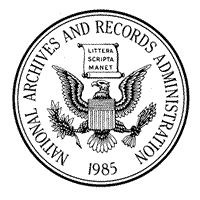 NATIONAL ARCHIVES AND RECORDS ADMINISTRATION
LITTERA
SCRIPTA
MANET
1985